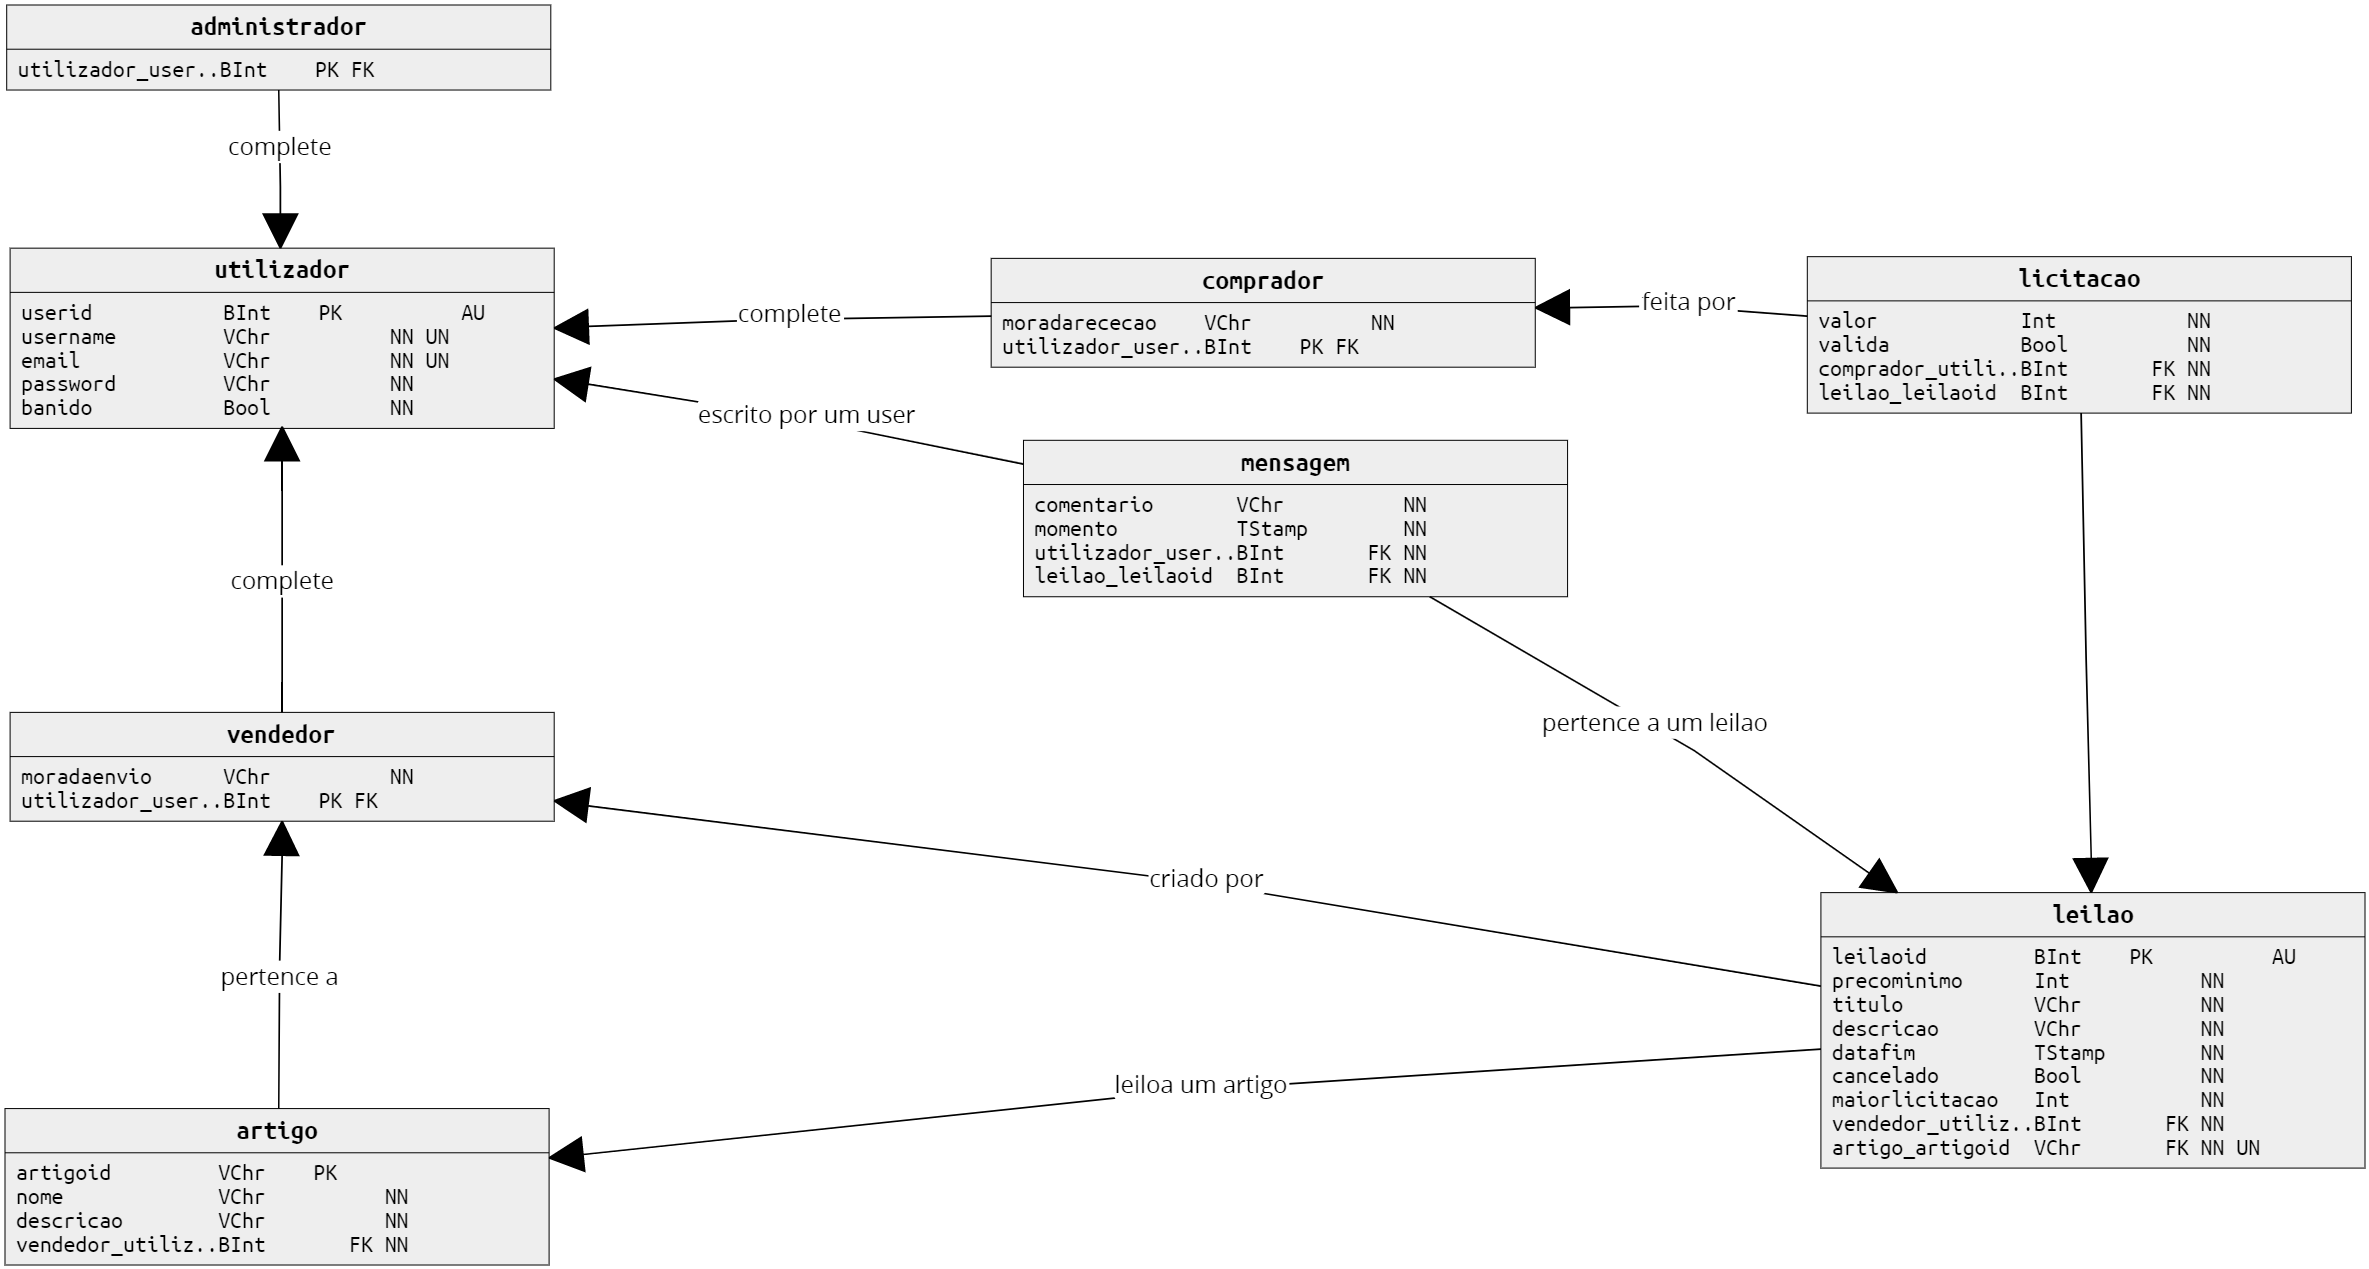 administrador
utilizador_user..BInt PK FK
complete
utilizador
userid BInt PK AU
username VChr NN UN
email VChr NN UN
password VChr NN
banido Bool NN
complete
comprador
moradarececao VChr NN
utilizador_user..BInt PK FK
feita por
licitacao
valor Int NN
valida Bool NN
comprador_utili..BInt FK NN
leilao_leilaoid BInt FK NN
escrito por um user
mensagem
comentario VChr NN
momento TStamp NN
utilizador_user..BInt FK NN
leilao_leilaoid BInt FK NN
complete
pertence a um leilao
vendedor
moradaenvio VChr NN
utilizador_user..BInt PK FK
criado por
leilao
leilaoid BInt PK AU
precominimo Int NN
titulo VChr NN
descricao VChr NN
datafim TStamp NN
cancelado Bool NN
maiorlicitacao Int NN
vendedor_utiliz..BInt FK NN
artigo_artigoid VChr FK NN UN
pertence a
leiloa um artigo
artigo
artigoid VChr PK
nome VChr NN
descricao VChr NN
vendedor_utiliz..BInt FK NN